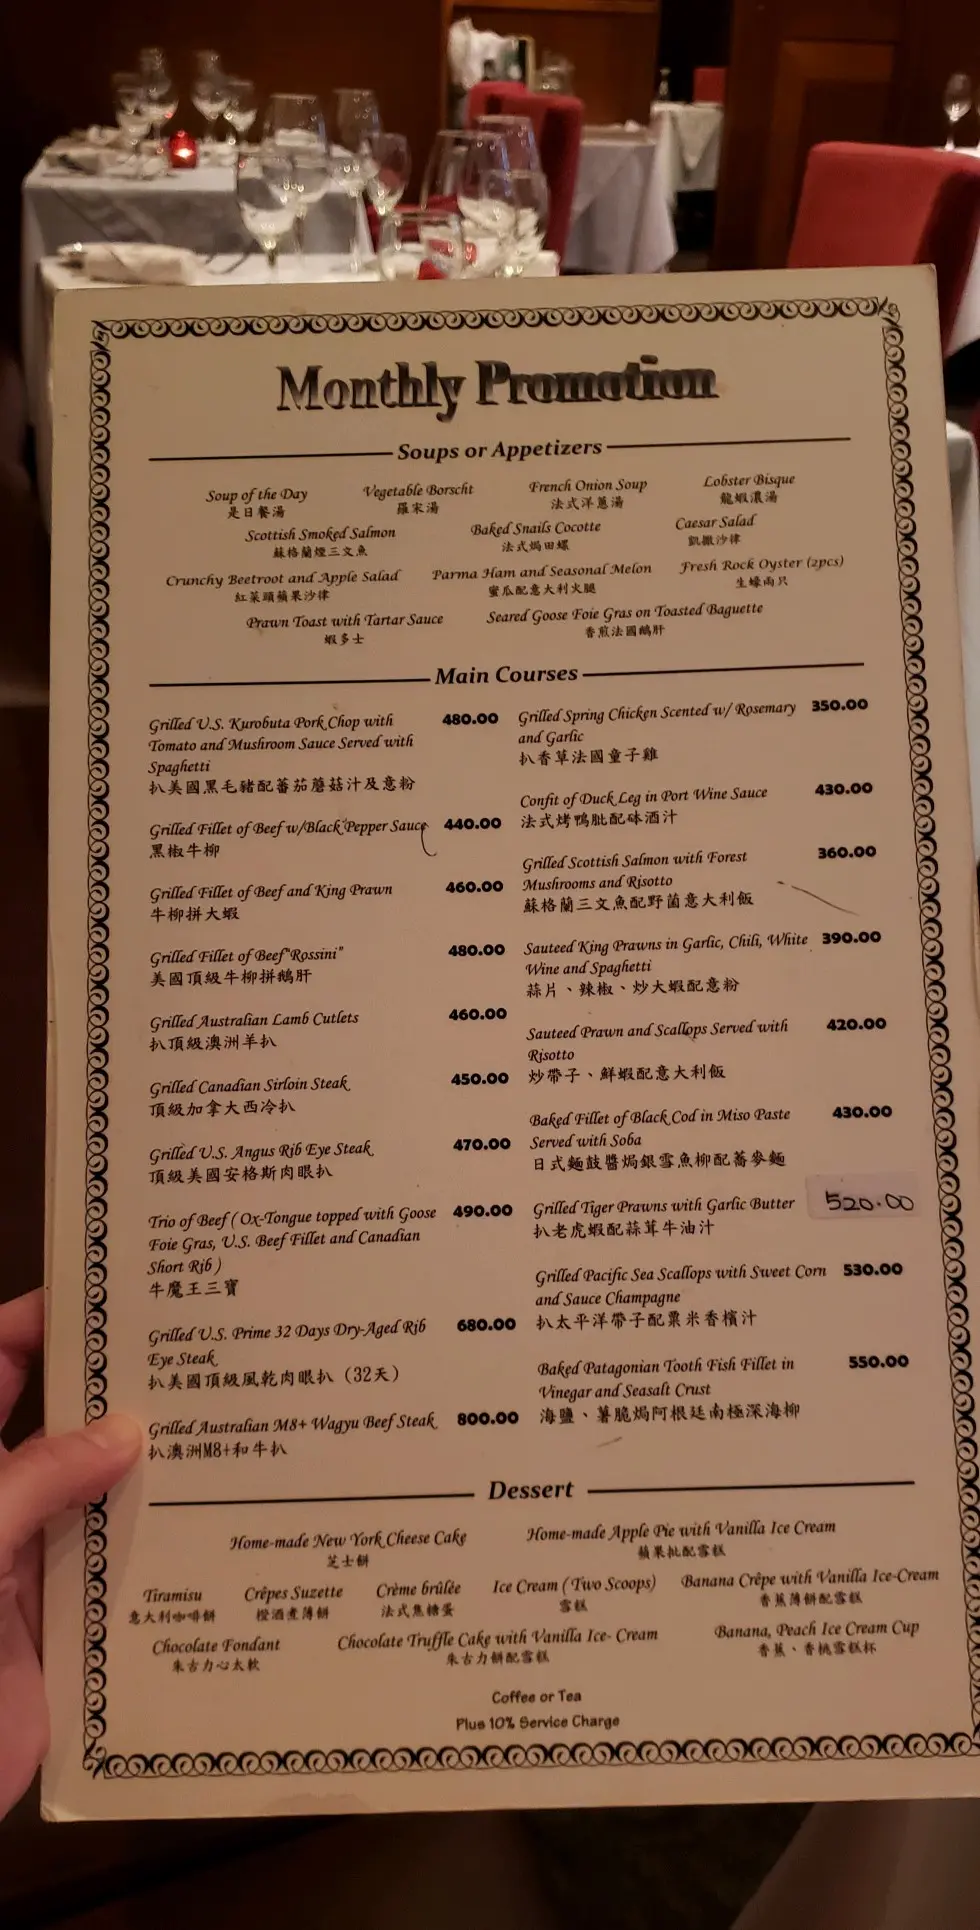 Monthly Promotion
Soups or Appetizers
Soup of the Day
是日餐湯
Vegetable Borscht
羅宋湯
French Onion Soup
法式洋蔥湯
Lobster Bisque
龍蝦濃湯
Scottish Smoked Salmon
蘇格蘭煙三文魚
Baked Snails Cocotte
法式焗田螺
Caesar Salad
凱撒沙律
Crunchy Beetroot and Apple Salad
紅菜頭蘋果沙律
Parma Ham and Seasonal Melon
蜜瓜配意大利火腿
Fresh Rock Oyster (2pcs)
生蠔兩只
Prawn Toast with Tartar Sauce
蝦多士
Seared Goose Foie Gras on Toasted Baguette
香煎法國鵝肝
Main Courses
Grilled U.S. Kurobuta Pork Chop with 480.00
Tomato and Mushroom Sauce Served with
Spaghetti
扒美國黑毛豬配蕃茄蘑菇汁及意粉
Grilled Fillet of Beef w/Black Pepper Sauce 440.00
黑椒牛柳
Grilled Fillet of Beef and King Prawn 460.00
牛柳拼大蝦
Grilled Fillet of Beef"Rossini" 480.00
美國頂級牛柳拼鵝肝
Grilled Australian Lamb Cutlets 460.00
扒頂級澳洲羊扒
Grilled Canadian Sirloin Steak 450.00
頂級加拿大西冷扒
Grilled U.S. Angus Rib Eye Steak 470.00
頂級美國安格斯肉眼扒
Trio of Beef ( Ox-Tongue topped with Goose 490.00
Foie Gras, U.S. Beef Fillet and Canadian
Short Rib )
牛魔王三寶
Grilled U.S. Prime 32 Days Dry-Aged Rib 680.00
Eye Steak
扒美國頂級風乾肉眼扒（32天）
Grilled Australian M8+ Wagyu Beef Steak 800.00
扒澳洲M8+和牛扒
Grilled Spring Chicken Scented w/ Rosemary 350.00
and Garlic
扒香草法國童子雞
Confit of Duck Leg in Port Wine Sauce 430.00
法式烤鴨肶配砵酒汁
Grilled Scottish Salmon with Forest 360.00
Mushrooms and Risotto
蘇格蘭三文魚配野菌意大利飯
Sauteed King Prawns in Garlic, Chili, White 390.00
Wine and Spaghetti
蒜片、辣椒、炒大蝦配意粉
Sauteed Prawn and Scallops Served with 420.00
Risotto
炒帶子、鮮蝦配意大利飯
Baked Fillet of Black Cod in Miso Paste 430.00
Served with Soba
日式麵豉醬焗銀雪魚柳配蕎麥麵
Grilled Tiger Prawns with Garlic Butter 520.00
扒老虎蝦配蒜茸牛油汁
Grilled Pacific Sea Scallops with Sweet Corn 530.00
and Sauce Champagne
扒太平洋帶子配粟米香檳汁
Baked Patagonian Tooth Fish Fillet in 550.00
Vinegar and Seasalt Crust
海鹽、薯脆焗阿根廷南極深海柳
Dessert
Home-made New York Cheese Cake
芝士餅
Home-made Apple Pie with Vanilla Ice Cream
蘋果批配雪糕
Tiramisu
意大利咖啡餅
Crêpes Suzette
橙酒煮薄餅
Crème brûlée
法式焦糖蛋
Ice Cream ( Two Scoops)
雪糕
Banana Crêpe with Vanilla Ice-Cream
香蕉薄餅配雪糕
Chocolate Fondant
朱古力心太軟
Chocolate Truffle Cake with Vanilla Ice- Cream
朱古力餅配雪糕
Banana, Peach Ice Cream Cup
香蕉、香桃雪糕杯
Coffee or Tea
Plus 10% Service Charge